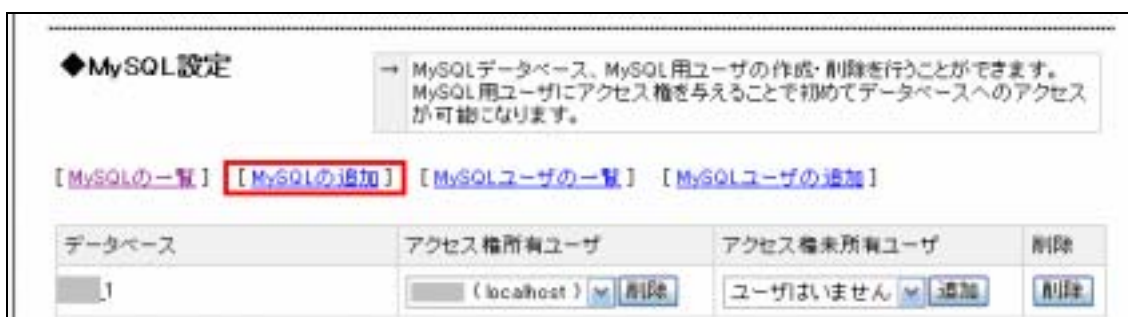 ◆MySQL設定
→ MySQLデータベース、MySQL用ユーザの作成・削除を行うことができます。
MySQL用ユーザにアクセス権を与えることで初めてデータベースへのアクセス
が可能になります。
[MySQLの一覧] [MySQLの追加] [MySQLユーザの一覧] [MySQLユーザの追加]
データベース アクセス権所有ユーザ アクセス権未所有ユーザ 削除
_1 ( localhost ) 削除 ユーザはいません 追加 削除